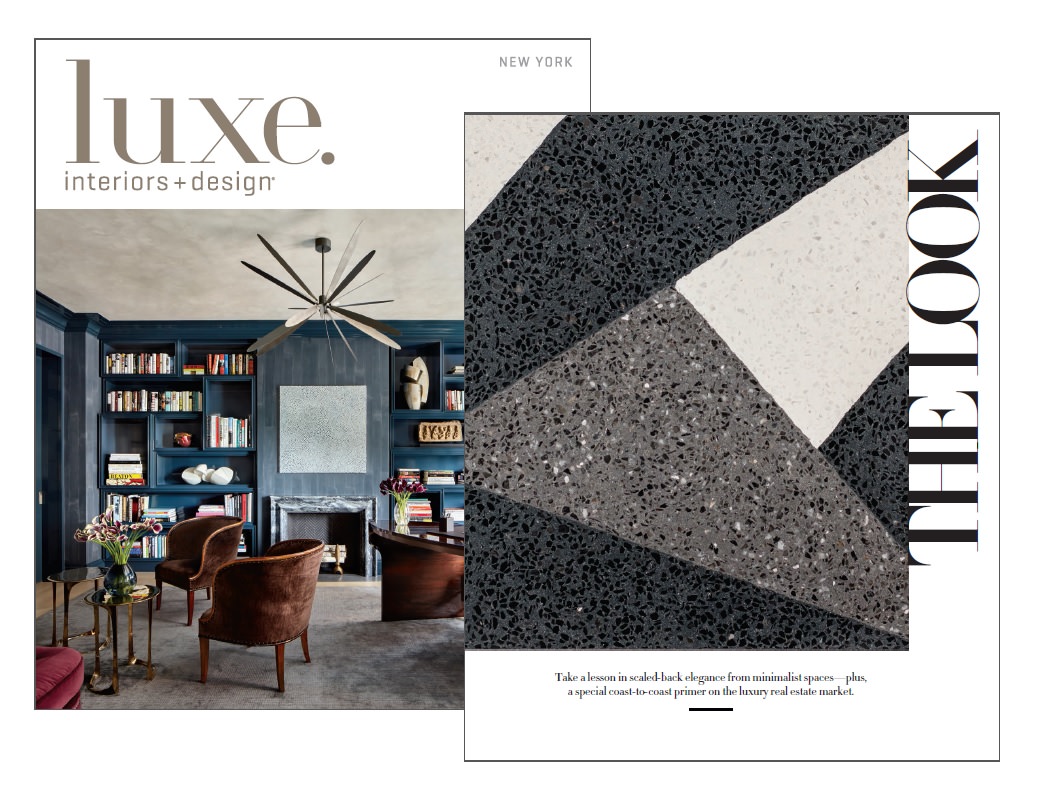 luxe.
NEW YORK
interiors+design®
THE LOOK
Take a lesson in scaled-back elegance from minimalist spaces—plus,
a special coast-to-coast primer on the luxury real estate market.